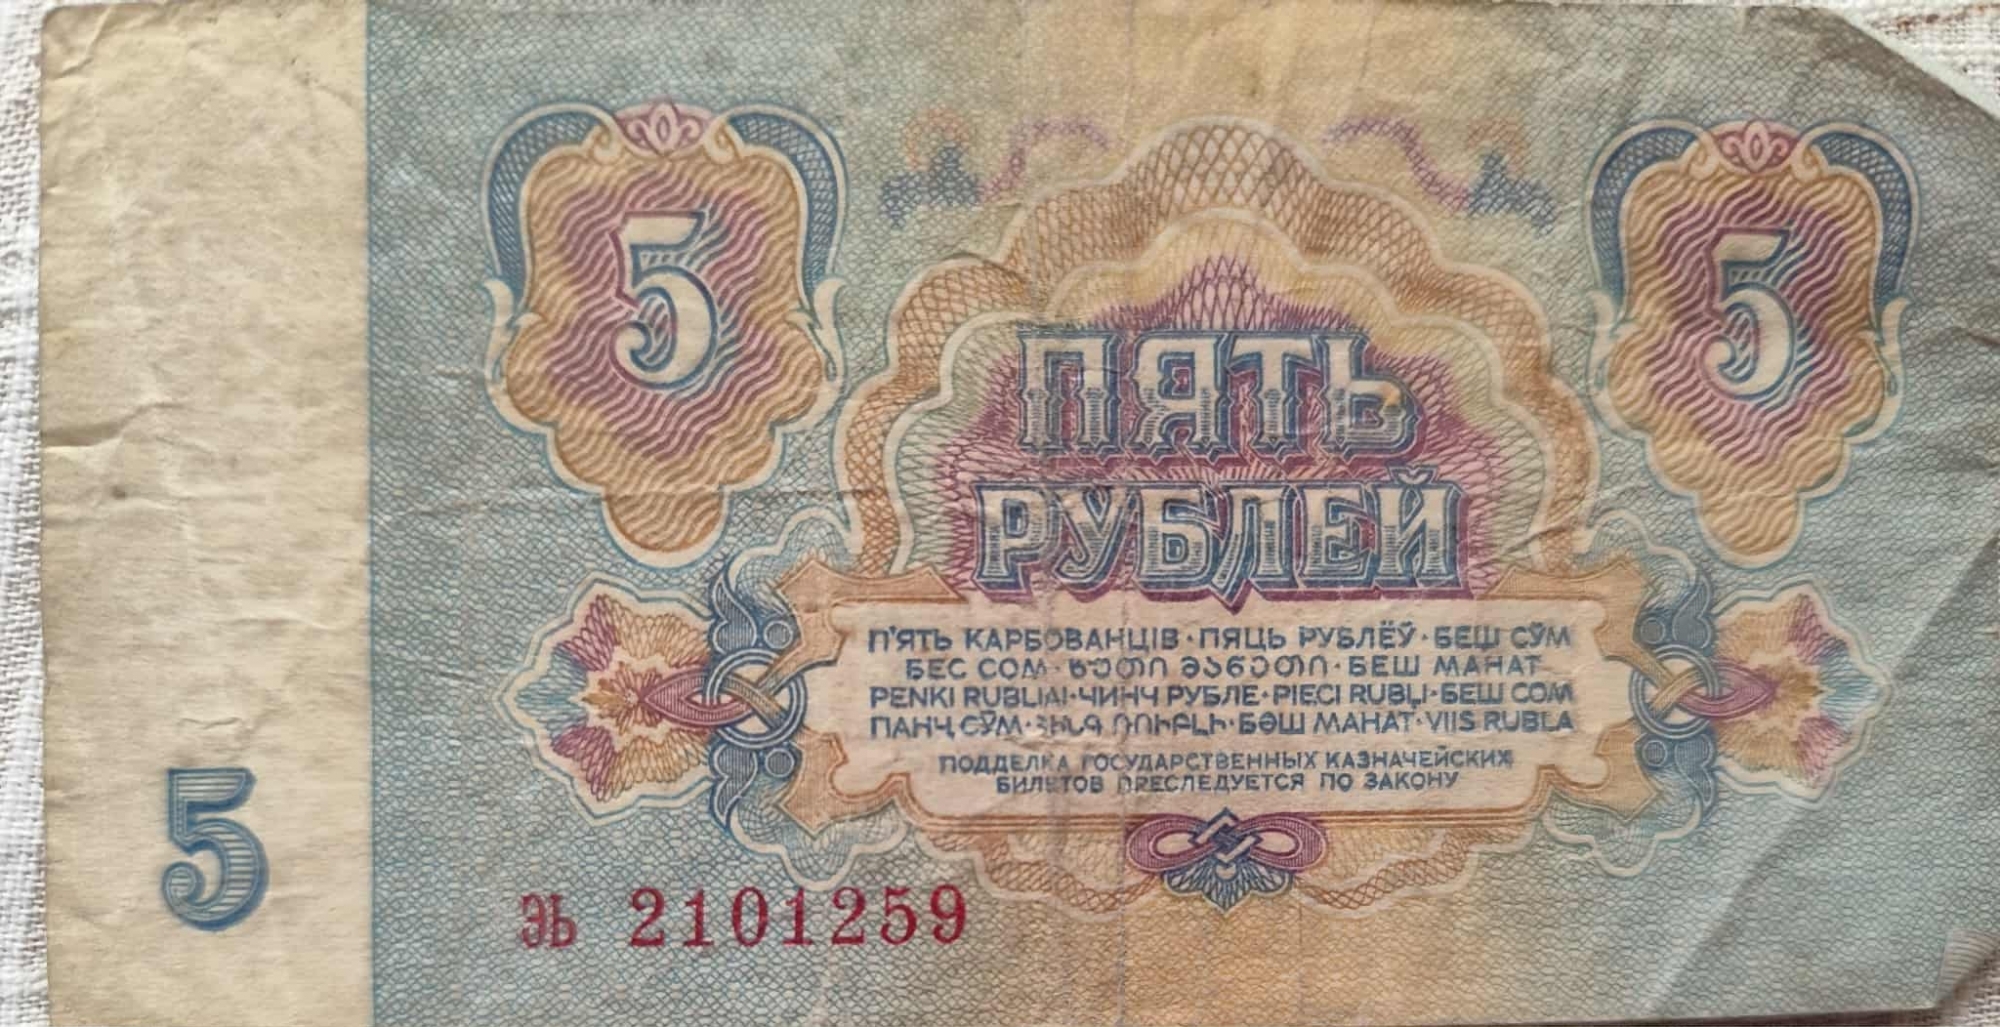 5
5
ПЯТЬ
РУБЛЕЙ
П'ЯТЬ КАРБОВАНЦІВ · ПЯЦЬ РУБЛЁЎ · БЕШ СЎМ
БЕС СОМ · ხუთი მანეთი · БЕШ МАНАТ
PENKI RUBLIAI · ЧИНЧ РУБЛЕ · PIECI RUBĻI · БЕШ СОМ
ПАНҶ СӮМ · ՀԻՆԳ ՌՈՒԲԼԻ · БӘШ МАНАТ · VIIS RUBLA
ПОДДЕЛКА ГОСУДАРСТВЕННЫХ КАЗНАЧЕЙСКИХ
БИЛЕТОВ ПРЕСЛЕДУЕТСЯ ПО ЗАКОНУ
5
ЭЬ 2101259